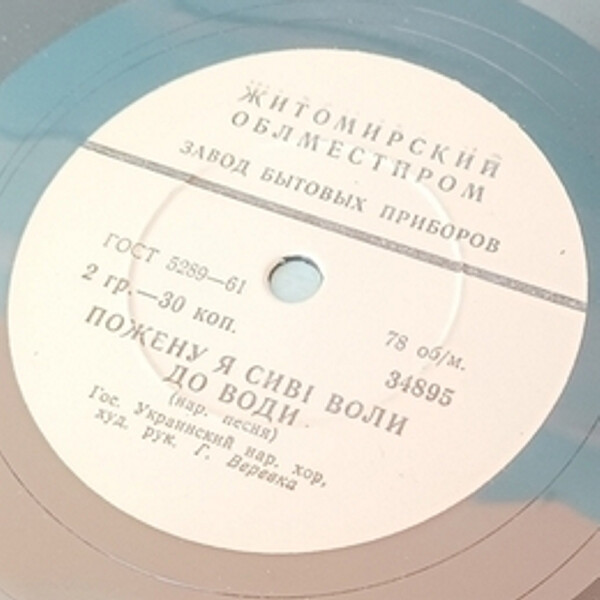 ЖИТОМИРСКИЙ
ОБЛМЕСТПРОМ
ЗАВОД БЫТОВЫХ ПРИБОРОВ
ГОСТ 5289—61
2 гр.—30 коп.
78 об/м.
34895
ПОЖЕНУ Я СИВІ ВОЛИ
ДО ВОДИ
(нар. песня)
Гос. Украинский нар. хор,
худ. рук. Г. Веревка